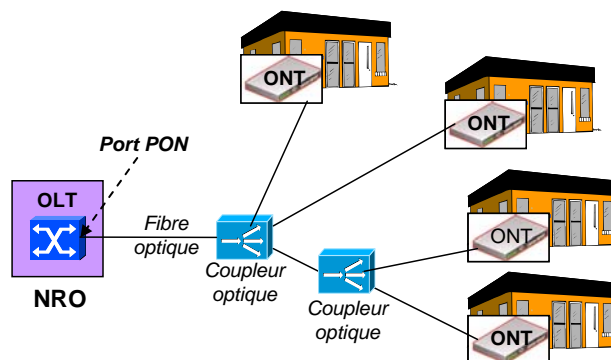 ONT
ONT
Port PON
OLT
Fibre
optique
NRO
Coupleur
optique
ONT
Coupleur
optique
ONT